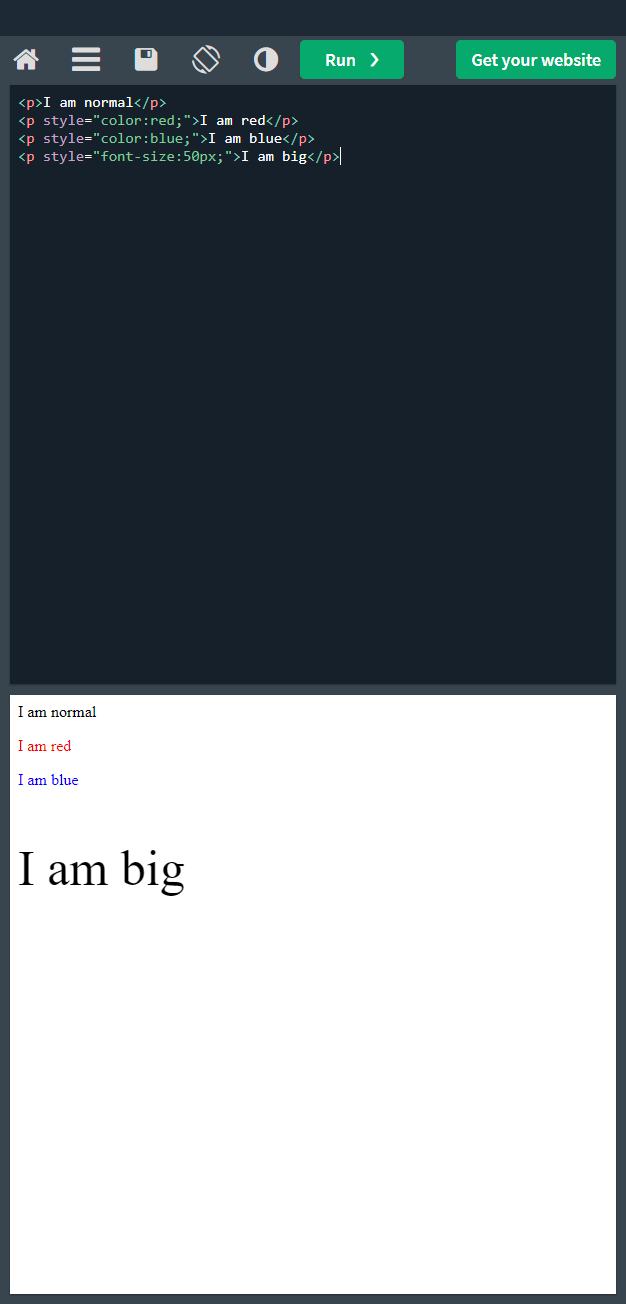 Run ❯ Get your website
<p>I am normal</p>
<p style="color:red;">I am red</p>
<p style="color:blue;">I am blue</p>
<p style="font-size:50px;">I am big</p>
I am normal
I am red
I am blue
I am big